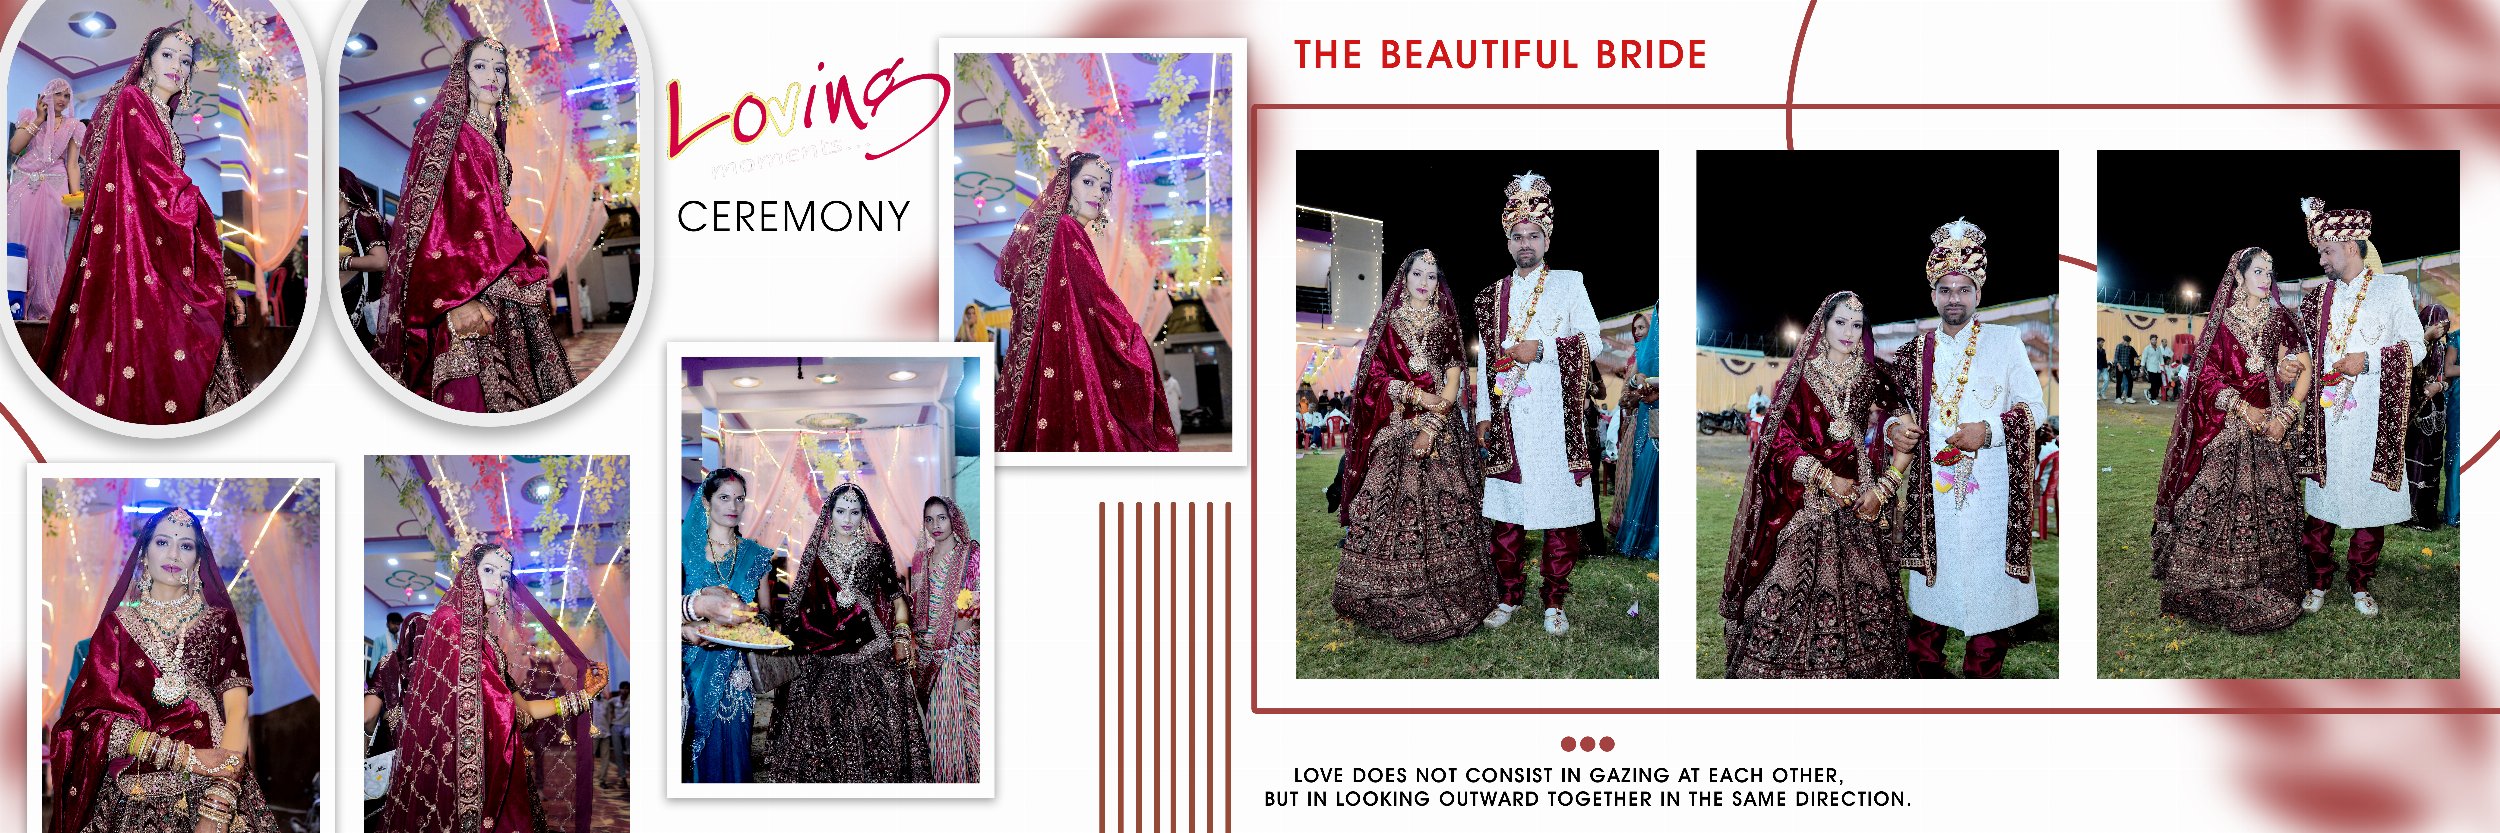 Loving
moments...
CEREMONY
THE BEAUTIFUL BRIDE
LOVE DOES NOT CONSIST IN GAZING AT EACH OTHER,
BUT IN LOOKING OUTWARD TOGETHER IN THE SAME DIRECTION.